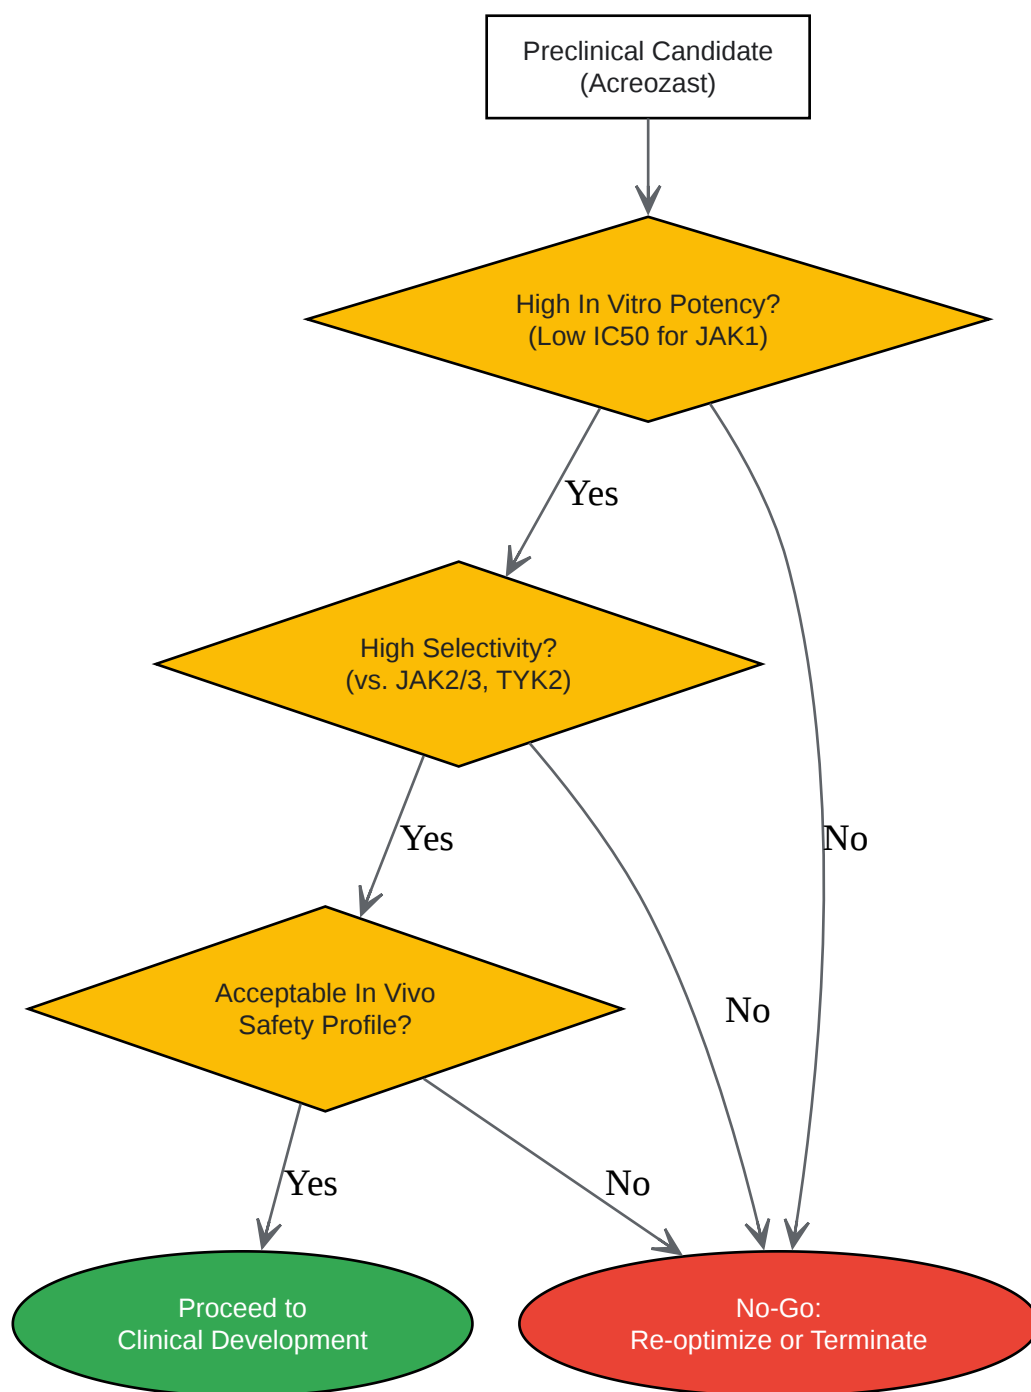 Preclinical Candidate
(Acreozast)
High In Vitro Potency?
(Low IC50 for JAK1)
Yes
High Selectivity?
(vs. JAK2/3, TYK2)
Yes
No
Acceptable In Vivo
Safety Profile?
No
Yes
No
Proceed to
Clinical Development
No-Go:
Re-optimize or Terminate